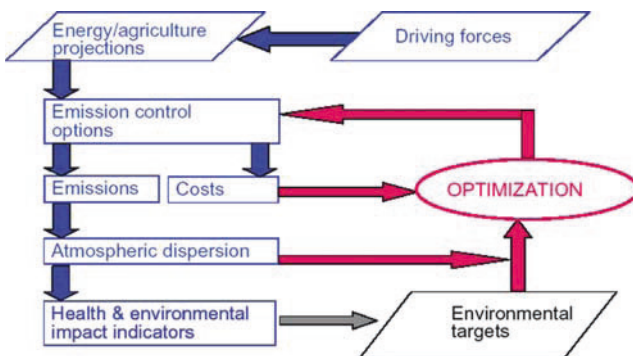 Energy/agriculture
projections
Driving forces
Emission control
options
Emissions
Costs
OPTIMIZATION
Atmospheric dispersion
Health & environmental
impact indicators
Environmental
targets